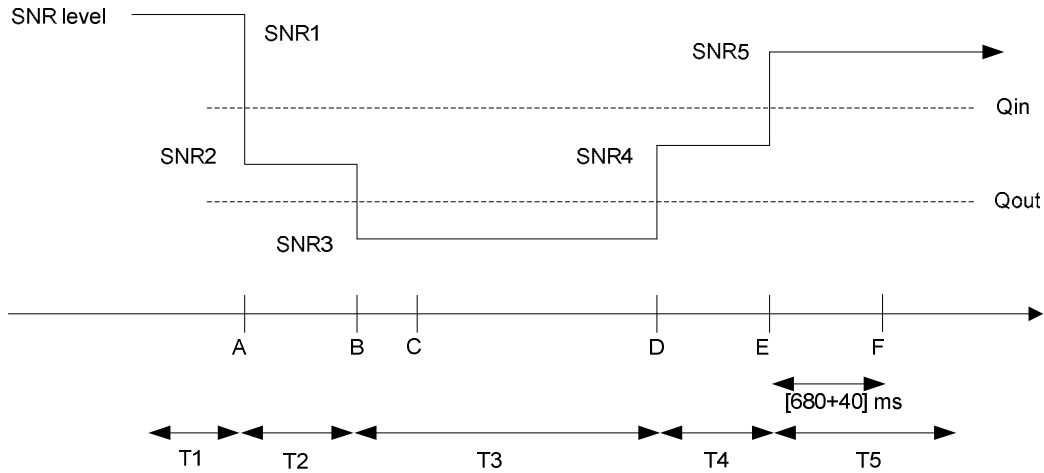 SNR level
SNR1
SNR5
Qin
SNR2
SNR4
Qout
SNR3
A
B
C
D
E
F
[680+40] ms
T1
T2
T3
T4
T5